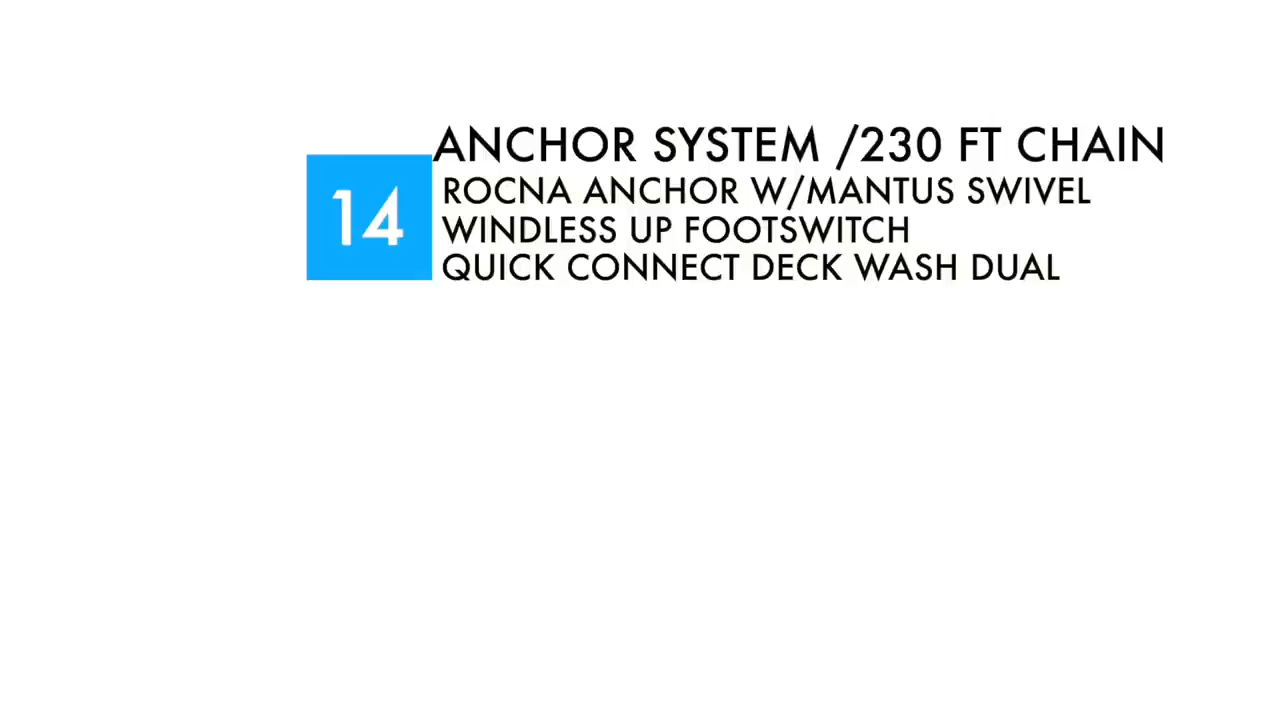 ANCHOR SYSTEM /230 FT CHAIN
14
ROCNA ANCHOR W/MANTUS SWIVEL
WINDLESS UP FOOTSWITCH
QUICK CONNECT DECK WASH DUAL